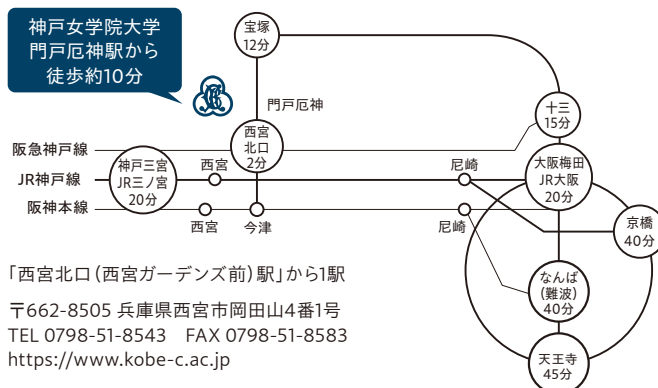 神戸女学院大学
門戸厄神駅から
徒歩約10分
宝塚
12分
門戸厄神
十三
15分
阪急神戸線
西宮
北口
2分
神戸三宮
JR三ノ宮
20分
西宮
尼崎
大阪梅田
JR大阪
20分
JR神戸線
阪神本線
西宮
今津
尼崎
京橋
40分
なんば
(難波)
40分
天王寺
45分
「西宮北口(西宮ガーデンズ前)駅」から1駅
〒662-8505 兵庫県西宮市岡田山4番1号
TEL 0798-51-8543 FAX 0798-51-8583
https://www.kobe-c.ac.jp